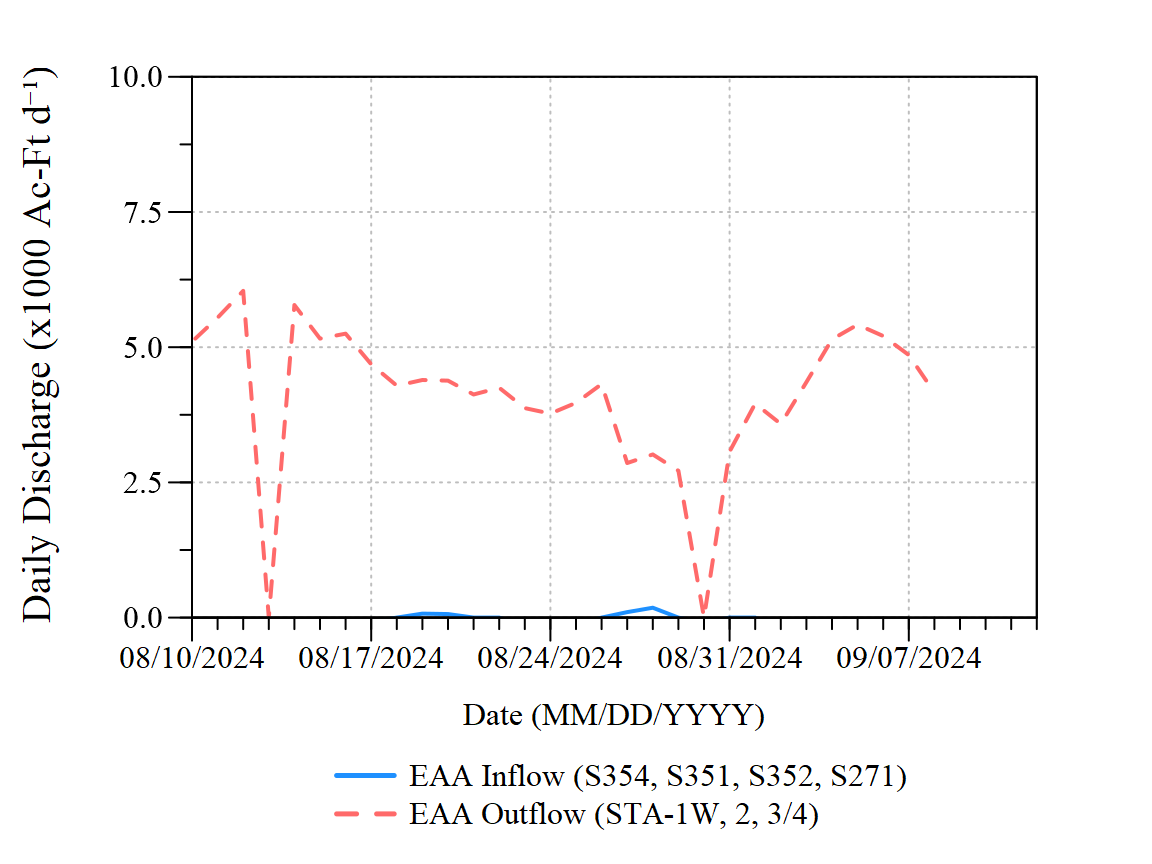 Daily Discharge (x1000 Ac-Ft d⁻¹)
10.0
7.5
5.0
2.5
0.0
08/10/2024 08/17/2024 08/24/2024 08/31/2024 09/07/2024
Date (MM/DD/YYYY)
EAA Inflow (S354, S351, S352, S271)
EAA Outflow (STA-1W, 2, 3/4)